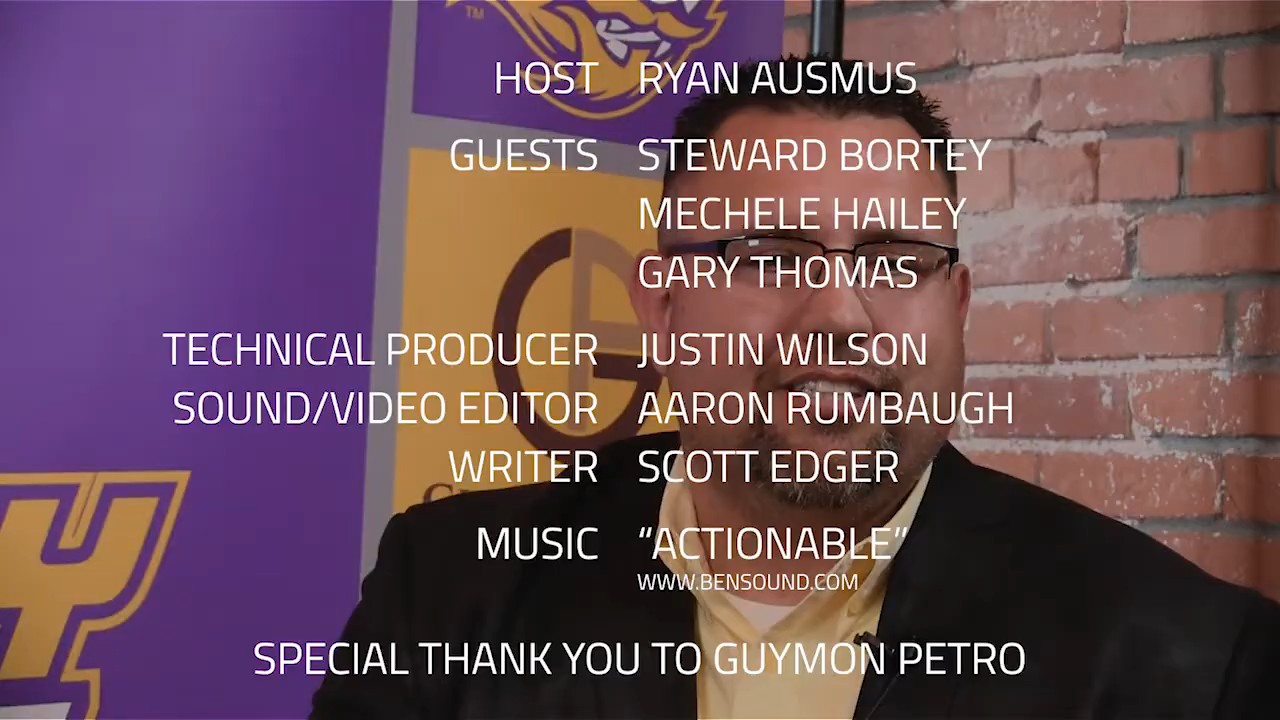 TM
HOST RYAN AUSMUS
GUESTS STEWARD BORTEY
MECHELE HAILEY
GARY THOMAS
TECHNICAL PRODUCER JUSTIN WILSON
SOUND/VIDEO EDITOR AARON RUMBAUGH
WRITER SCOTT EDGER
MUSIC “ACTIONABLE”
WWW.BENSOUND.COM
SPECIAL THANK YOU TO GUYMON PETRO
Y